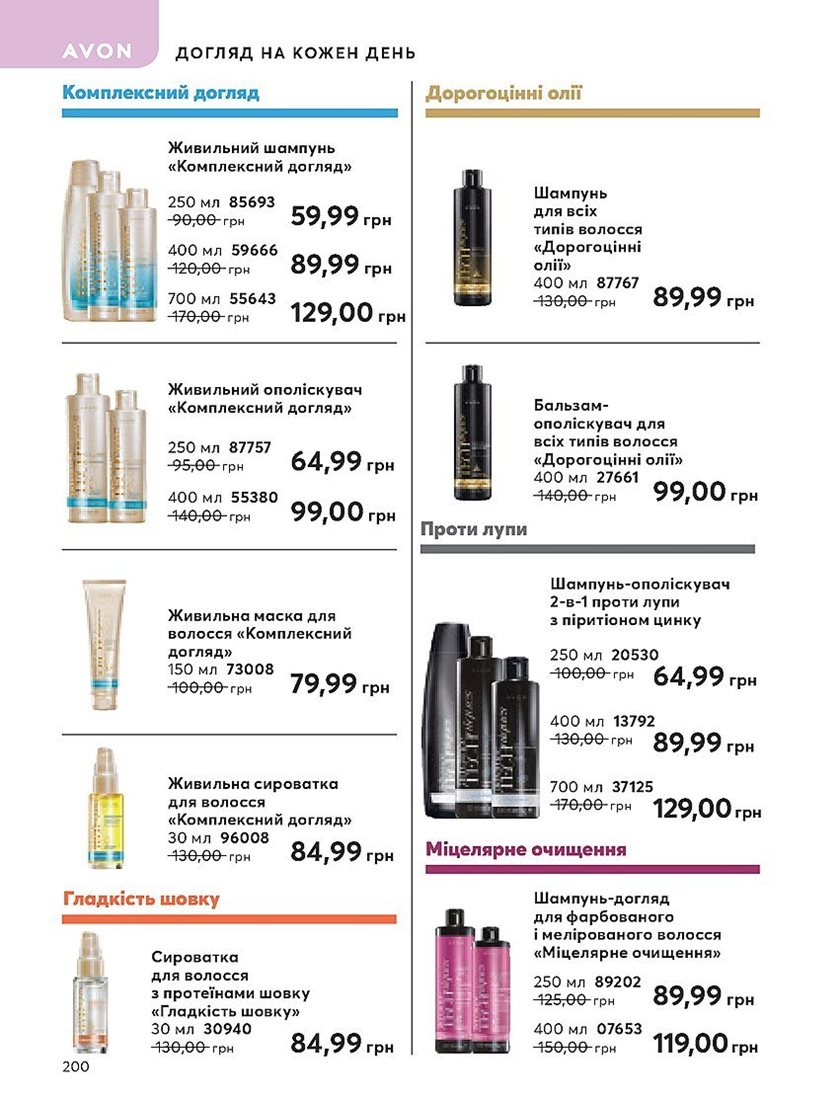 AVON
ДОГЛЯД НА КОЖЕН ДЕНЬ
Комплексний догляд
Живильний шампунь
«Комплексний догляд»
250 мл 85693
90,00 грн
59,99 грн
400 мл 59666
120,00 грн
89,99 грн
700 мл 55643
170,00 грн
129,00 грн
Живильний ополіскувач
«Комплексний догляд»
250 мл 87757
95,00 грн
64,99 грн
400 мл 55380
140,00 грн
99,00 грн
Живильна маска для
волосся «Комплексний
догляд»
150 мл 73008
100,00 грн
79,99 грн
Живильна сироватка
для волосся
«Комплексний догляд»
30 мл 96008
130,00 грн
84,99 грн
Гладкість шовку
Сироватка
для волосся
з протеїнами шовку
«Гладкість шовку»
30 мл 30940
130,00 грн
84,99 грн
200
Дорогоцінні олії
Шампунь
для всіх
типів волосся
«Дорогоцінні
олії»
400 мл 87767
130,00 грн
89,99 грн
Бальзам-
ополіскувач для
всіх типів волосся
«Дорогоцінні олії»
400 мл 27661
140,00 грн
99,00 грн
Проти лупи
Шампунь-ополіскувач
2-в-1 проти лупи
з піритіоном цинку
250 мл 20530
100,00 грн
64,99 грн
400 мл 13792
130,00 грн
89,99 грн
700 мл 37125
170,00 грн
129,00 грн
Міцелярне очищення
Шампунь-догляд
для фарбованого
і мелірованого волосся
«Міцелярне очищення»
250 мл 89202
125,00 грн
89,99 грн
400 мл 07653
150,00 грн
119,00 грн